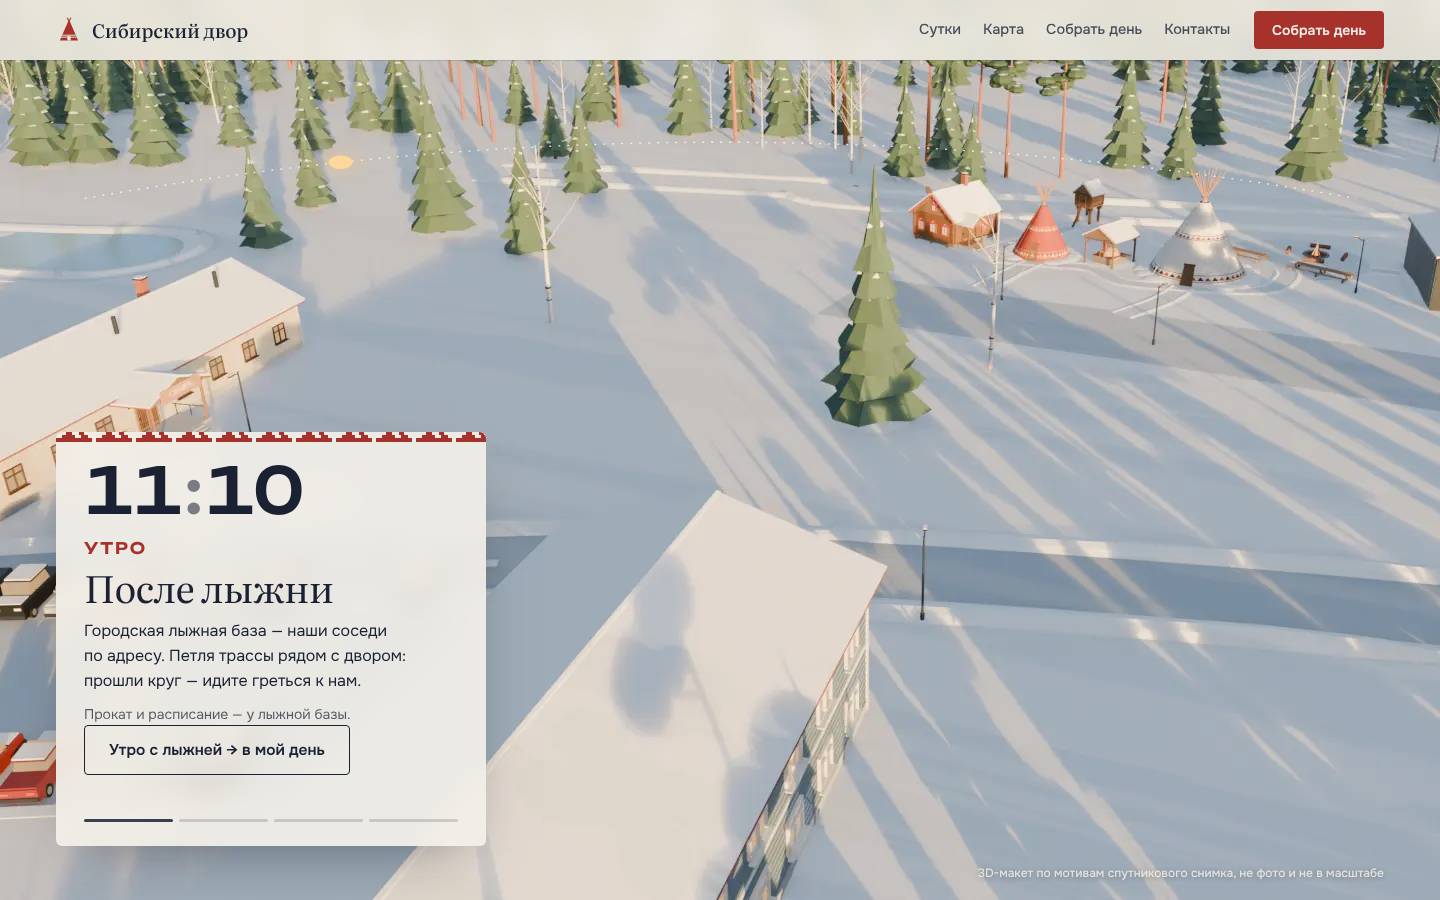 Сибирский двор
Сутки
Карта
Собрать день
Контакты
Собрать день
11:10
УТРО
После лыжни
Городская лыжная база — наши соседи
по адресу. Петля трассы рядом с двором:
прошли круг — идите греться к нам.
Прокат и расписание — у лыжной базы.
Утро с лыжней → в мой день
3D-макет по мотивам спутникового снимка, не фото и не в масштабе